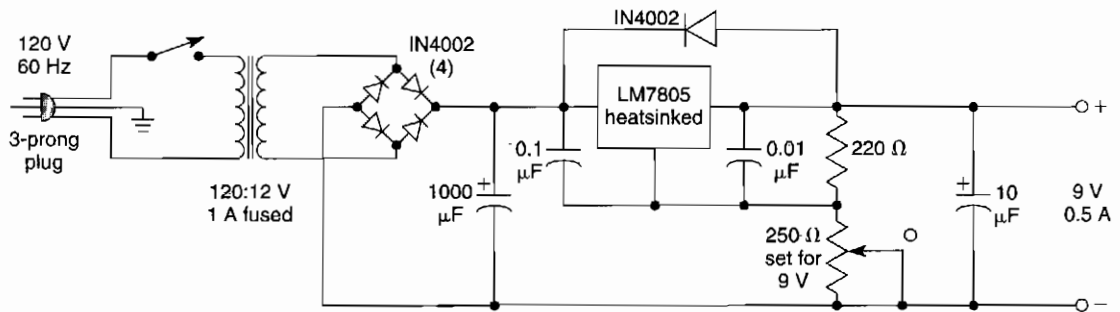 120 V
60 Hz
3-prong
plug
120:12 V
1 A fused
IN4002
(4)
1000
µF
+
0.1
µF
IN4002
LM7805
heatsinked
0.01
µF
220 Ω
250 Ω
set for
9 V
+
10
µF
+
9 V
0.5 A
−